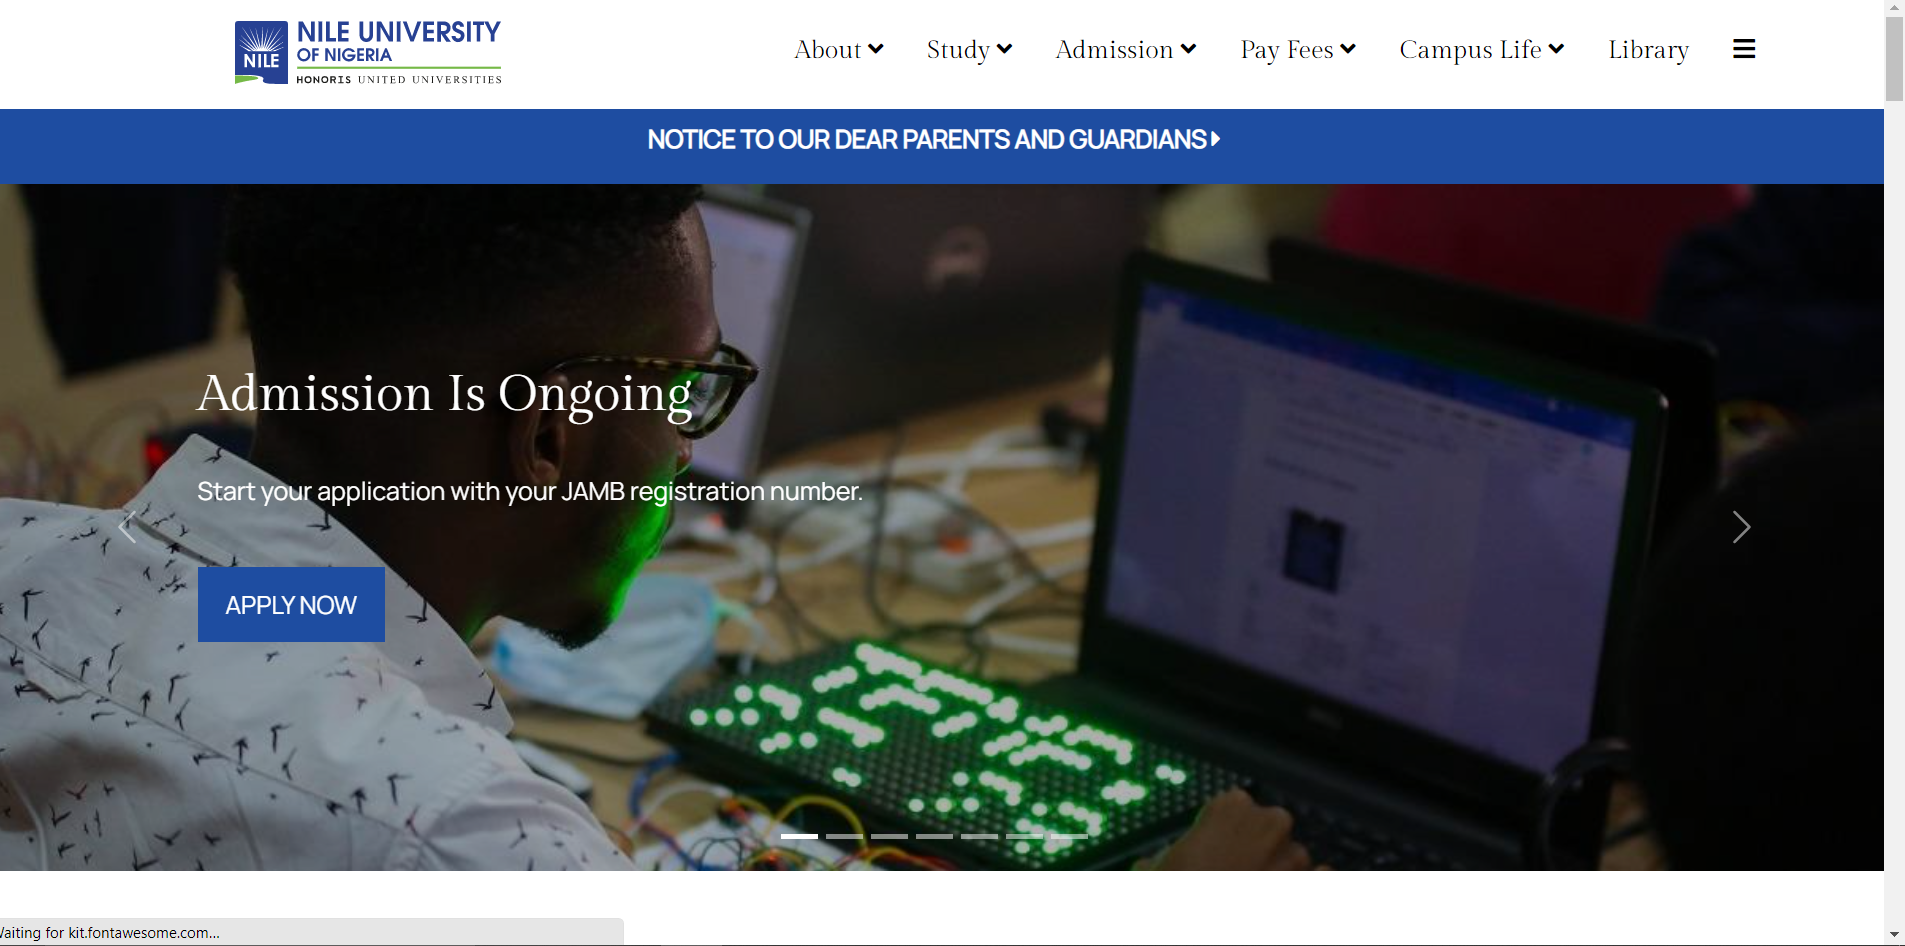 NILE
NILE UNIVERSITY
OF NIGERIA
HONORIS UNITED UNIVERSITIES
About
Study
Admission
Pay Fees
Campus Life
Library
NOTICE TO OUR DEAR PARENTS AND GUARDIANS
Admission Is Ongoing
Start your application with your JAMB registration number.
APPLY NOW
Waiting for kit.fontawesome.com...